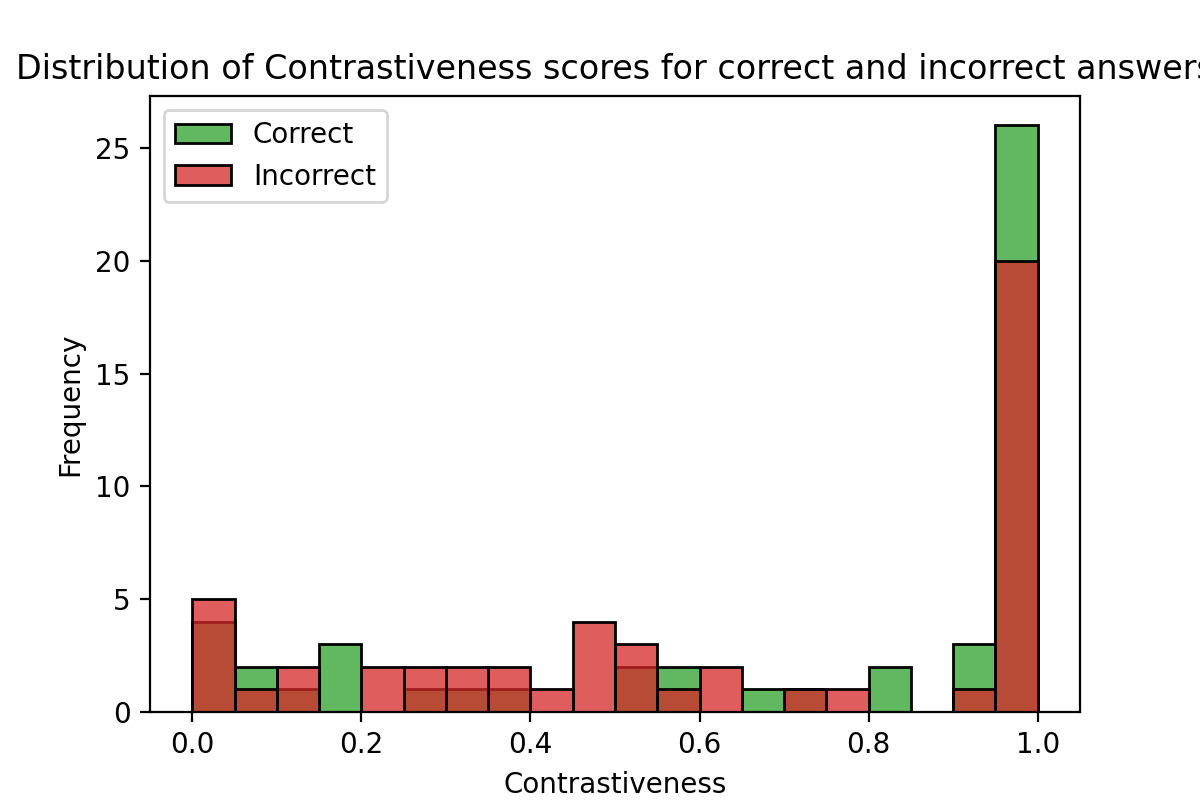 Distribution of Contrastiveness scores for correct and incorrect answers
Correct
Incorrect
25
20
15
10
5
0
Frequency
0.0 0.2 0.4 0.6 0.8 1.0
Contrastiveness